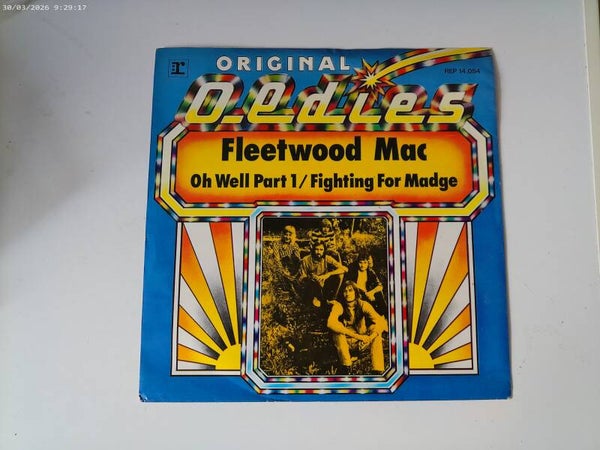 30/03/2026 9:29:17
r
ORIGINAL
REP 14.054
Oldies
Fleetwood Mac
Oh Well Part 1/Fighting For Madge